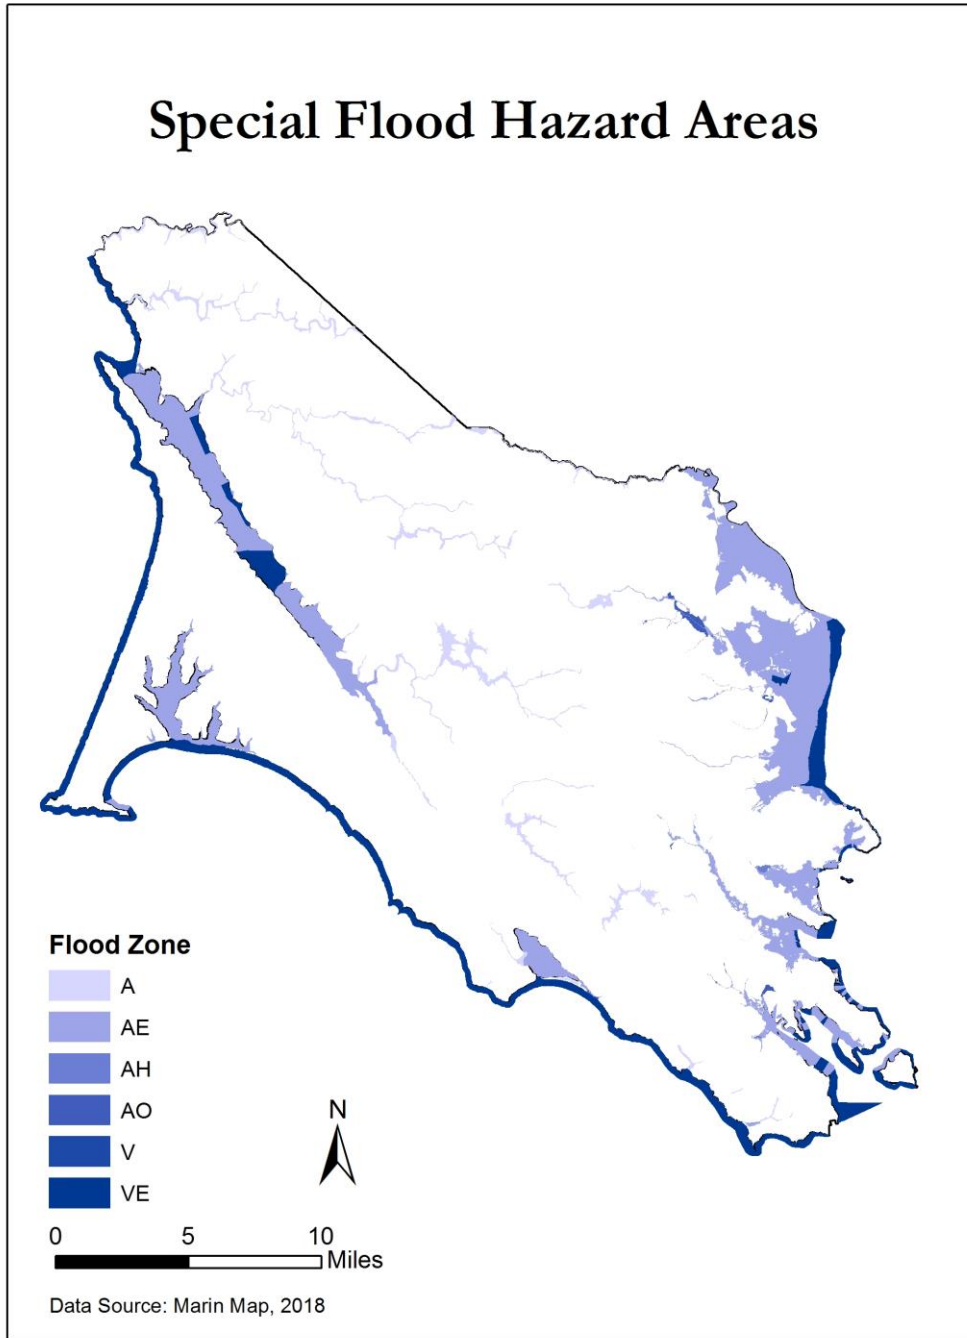 Special Flood Hazard Areas
Flood Zone
A
AE
AH
AO
V
VE
N
0 5 10
Miles
Data Source: Marin Map, 2018